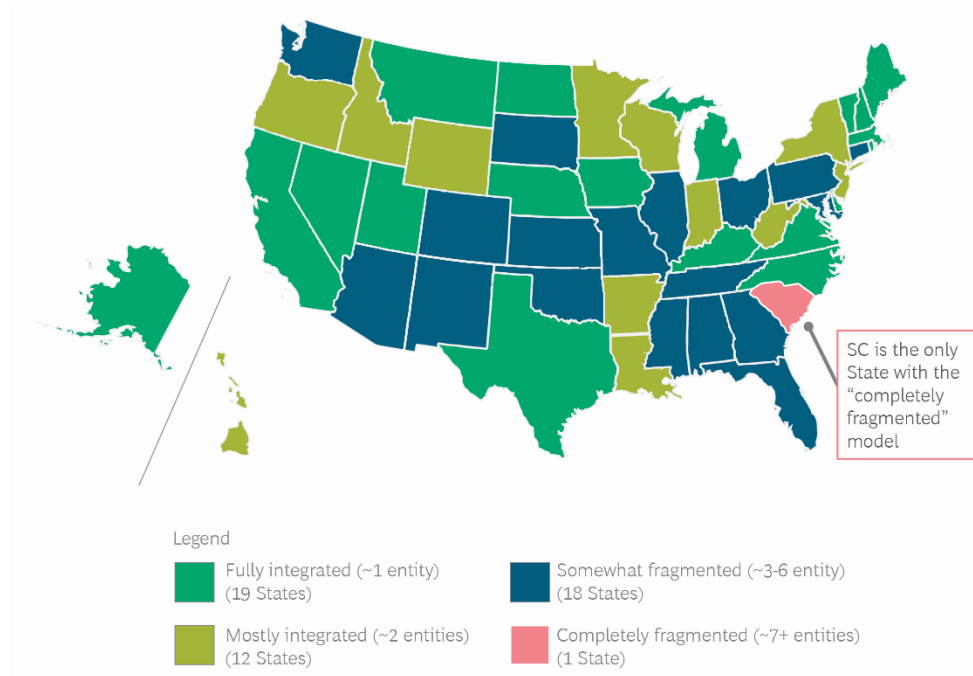 SC is the only
State with the
“completely
fragmented”
model
Legend
Fully integrated (~1 entity)
(19 States)
Somewhat fragmented (~3-6 entity)
(18 States)
Mostly integrated (~2 entities)
(12 States)
Completely fragmented (~7+ entities)
(1 State)